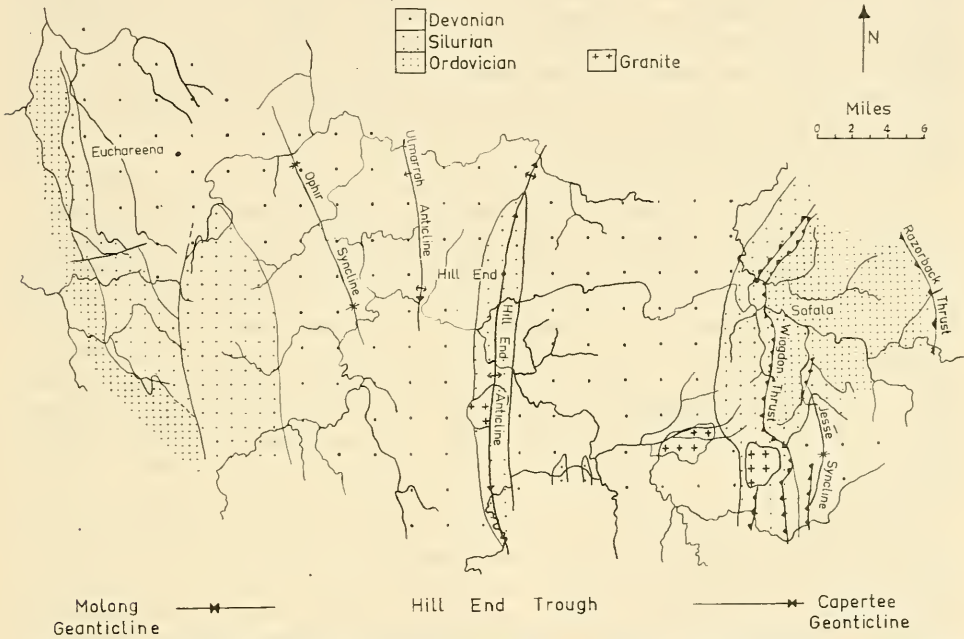 Devonian
Silurian
Ordovician
Granite
N
Miles
0 2 4 6
Euchareena
Ophir
Syncline
Ulmarrah
Anticline
Hill End
Hill End
Anticline
Sofala
Wiagdon
Thrust
Razorback
Thrust
Jesse
Syncline
Molong
Geanticline
Hill End Trough
Capertee
Geonticline